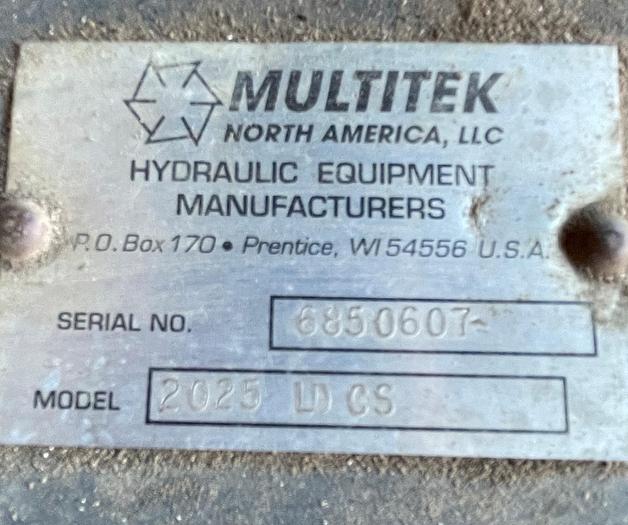 MULTITEK
NORTH AMERICA, LLC
HYDRAULIC EQUIPMENT
MANUFACTURERS
P.O. Box 170 • Prentice, WI 54556 U.S.A.
SERIAL NO. 6850607
MODEL 2025 LD CS